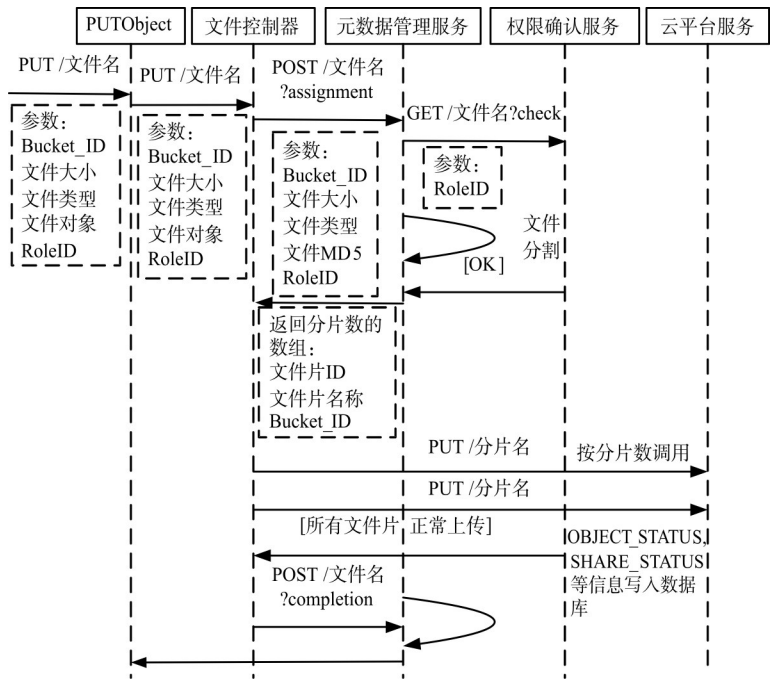 PUTObject
文件控制器
元数据管理服务
权限确认服务
云平台服务
PUT /文件名
PUT /文件名
POST /文件名
?assignment
GET /文件名?check
参数：
Bucket_ID
文件大小
文件类型
文件对象
RoleID
参数：
Bucket_ID
文件大小
文件类型
文件对象
RoleID
参数：
Bucket_ID
文件大小
文件类型
文件MD5
RoleID
参数：
RoleID
文件
分割
[OK]
返回分片数的
数组：
文件片ID
文件片名称
Bucket_ID
PUT /分片名
按分片数调用
PUT /分片名
[所有文件片 正常上传]
OBJECT_STATUS,
SHARE_STATUS
等信息写入数据
库
POST /文件名
?completion